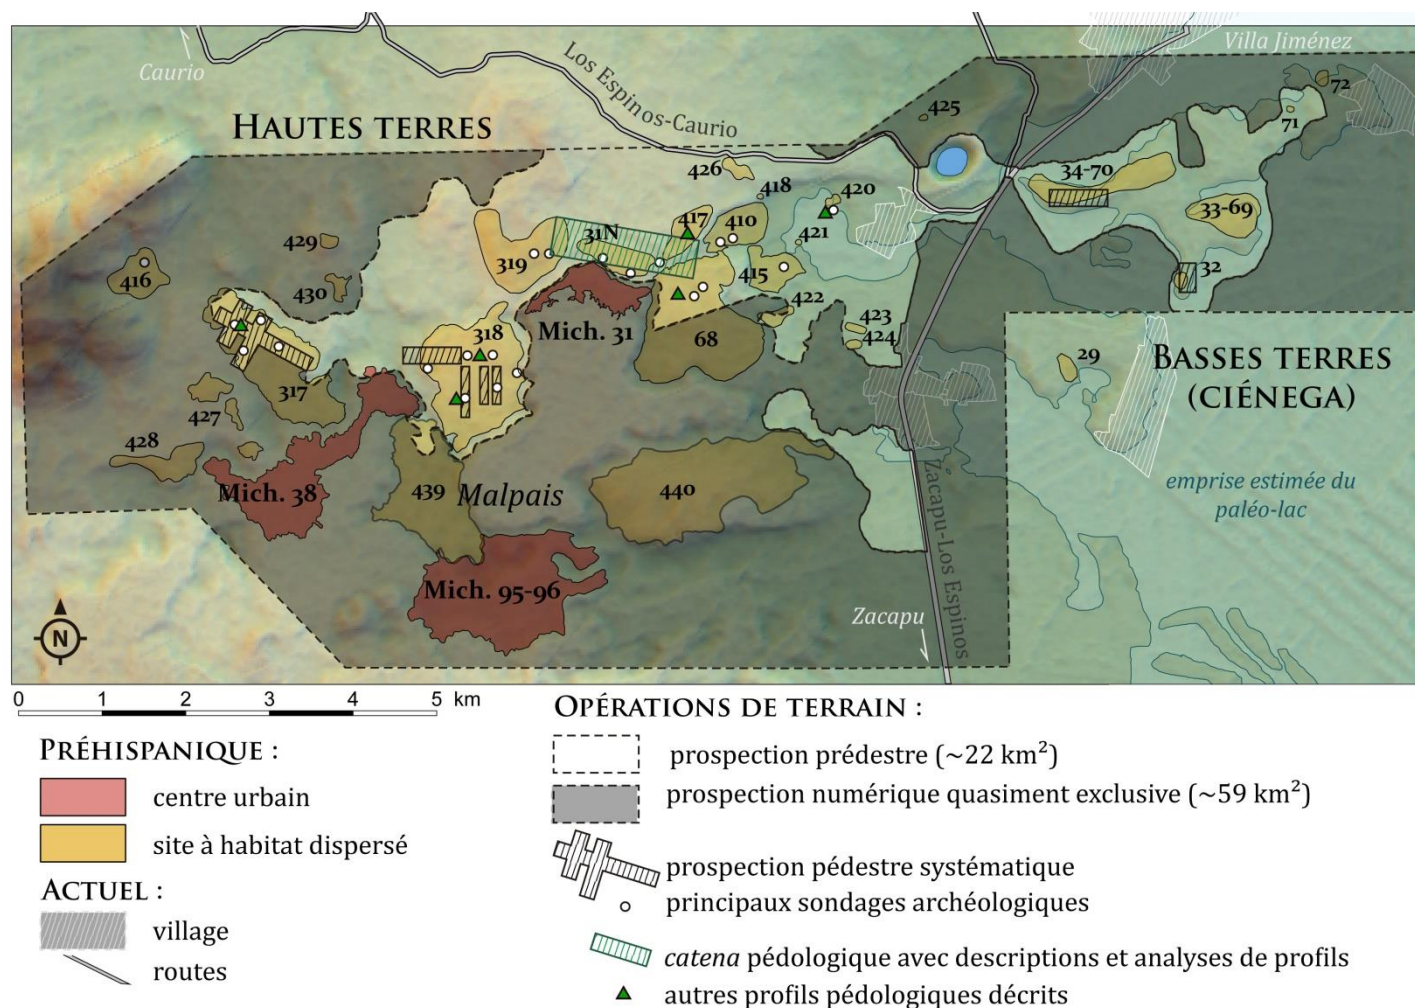 Caurio
Los Espinos-Caurio
Villa Jiménez
HAUTES TERRES
425
72
71
426
418
420
34-70
33-69
417
410
421
31N
319
415
429
416
430
422
32
318
Mich. 31
68
423
424
29
BASSES TERRES
(CIÉNEGA)
317
427
428
Mich. 38
439
Malpais
440
emprise estimée du
paléo-lac
Mich. 95-96
Zacapu
Zacapu-Los Espinos
N
0 1 2 3 4 5 km
PRÉHISPANIQUE :
centre urbain
site à habitat dispersé
ACTUEL :
village
routes
OPÉRATIONS DE TERRAIN :
prospection prédestre (~22 km²)
prospection numérique quasiment exclusive (~59 km²)
prospection pédestre systématique
principaux sondages archéologiques
catena pédologique avec descriptions et analyses de profils
autres profils pédologiques décrits